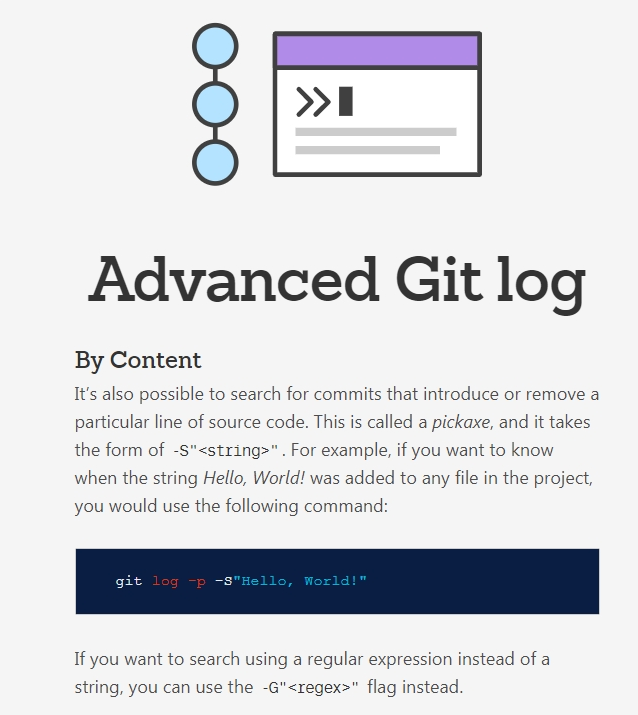 Advanced Git log
By Content
It's also possible to search for commits that introduce or remove a
particular line of source code. This is called a pickaxe, and it takes
the form of -S"<string>". For example, if you want to know
when the string Hello, World! was added to any file in the project,
you would use the following command:
git log -p -S"Hello, World!"
If you want to search using a regular expression instead of a
string, you can use the -G"<regex>" flag instead.